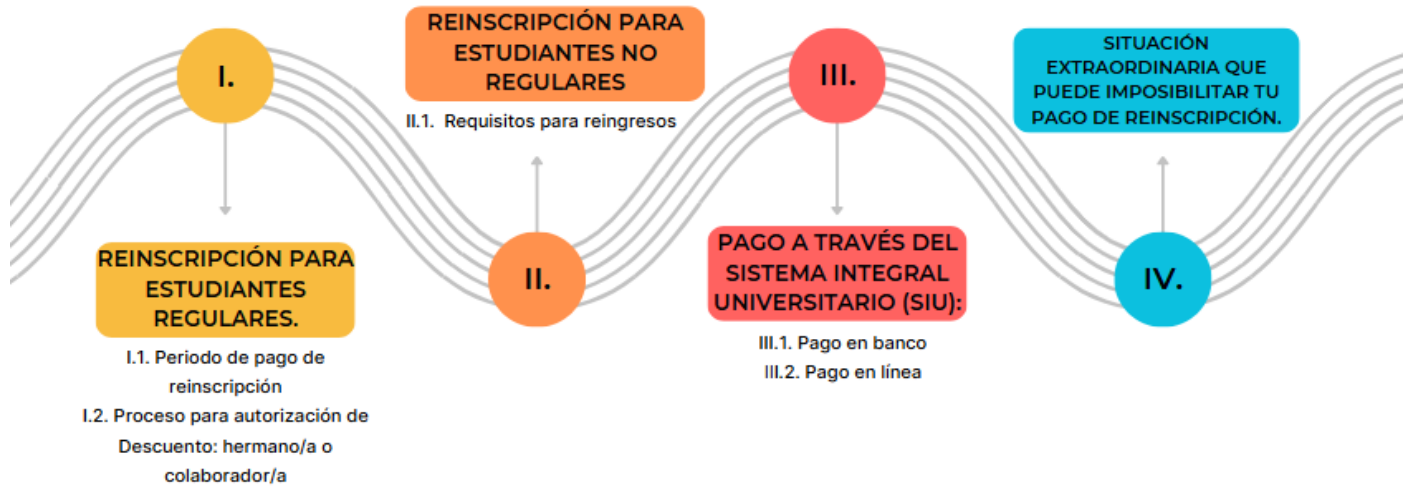 I.
REINSCRIPCIÓN PARA
ESTUDIANTES
REGULARES.
I.1. Periodo de pago de
reinscripción
I.2. Proceso para autorización de
Descuento: hermano/a o
colaborador/a
REINSCRIPCIÓN PARA
ESTUDIANTES NO
REGULARES
II.1. Requisitos para reingresos
II.
III.
PAGO A TRAVÉS DEL
SISTEMA INTEGRAL
UNIVERSITARIO (SIU):
III.1. Pago en banco
III.2. Pago en línea
SITUACIÓN
EXTRAORDINARIA QUE
PUEDE IMPOSIBILITAR TU
PAGO DE REINSCRIPCIÓN.
IV.